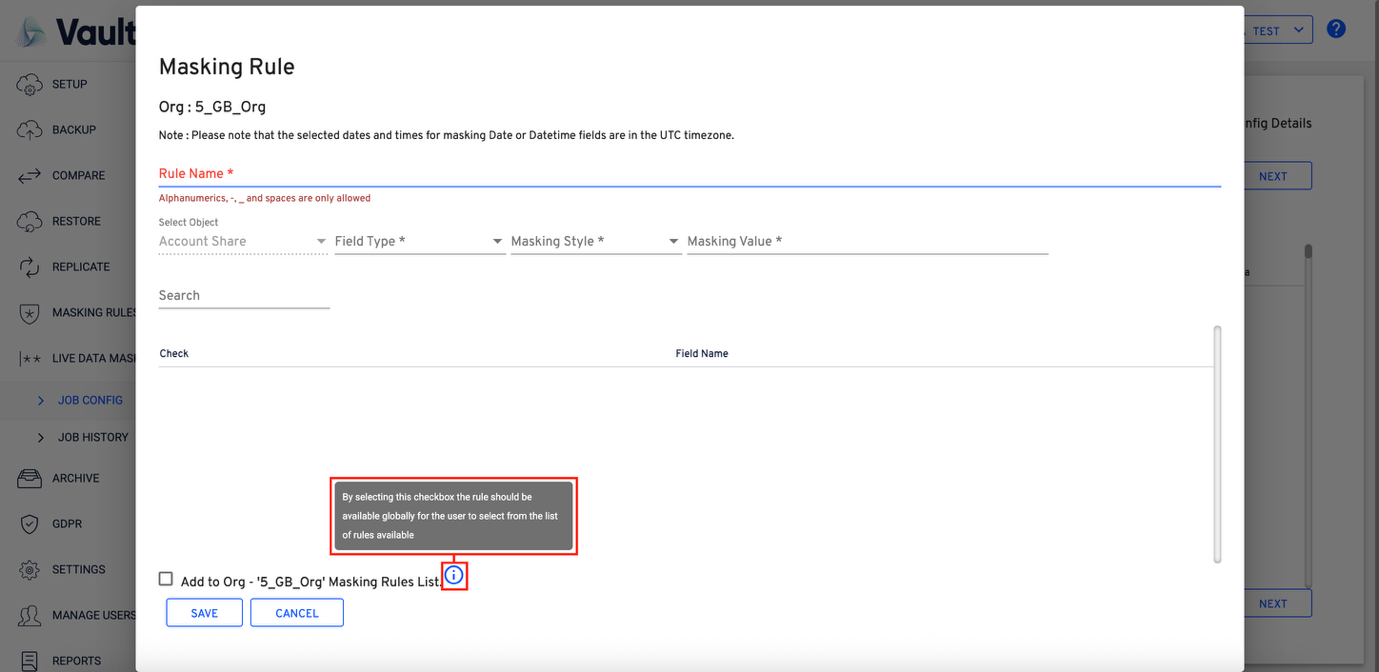 Vault
TEST
?
SETUP
BACKUP
COMPARE
RESTORE
REPLICATE
MASKING RULES
LIVE DATA MAS
JOB CONFIG
JOB HISTORY
ARCHIVE
GDPR
SETTINGS
MANAGE USERS
REPORTS
Masking Rule
Org : 5_GB_Org
Note : Please note that the selected dates and times for masking Date or Datetime fields are in the UTC timezone.
Rule Name *
Alphanumerics, -, _ and spaces are only allowed
Select Object
Account Share
Field Type *
Masking Style *
Masking Value *
Search
Check
Field Name
By selecting this checkbox the rule should be
available globally for the user to select from the list
of rules available
Add to Org - '5_GB_Org' Masking Rules List.
SAVE
CANCEL
nfig Details
NEXT
a
NEXT